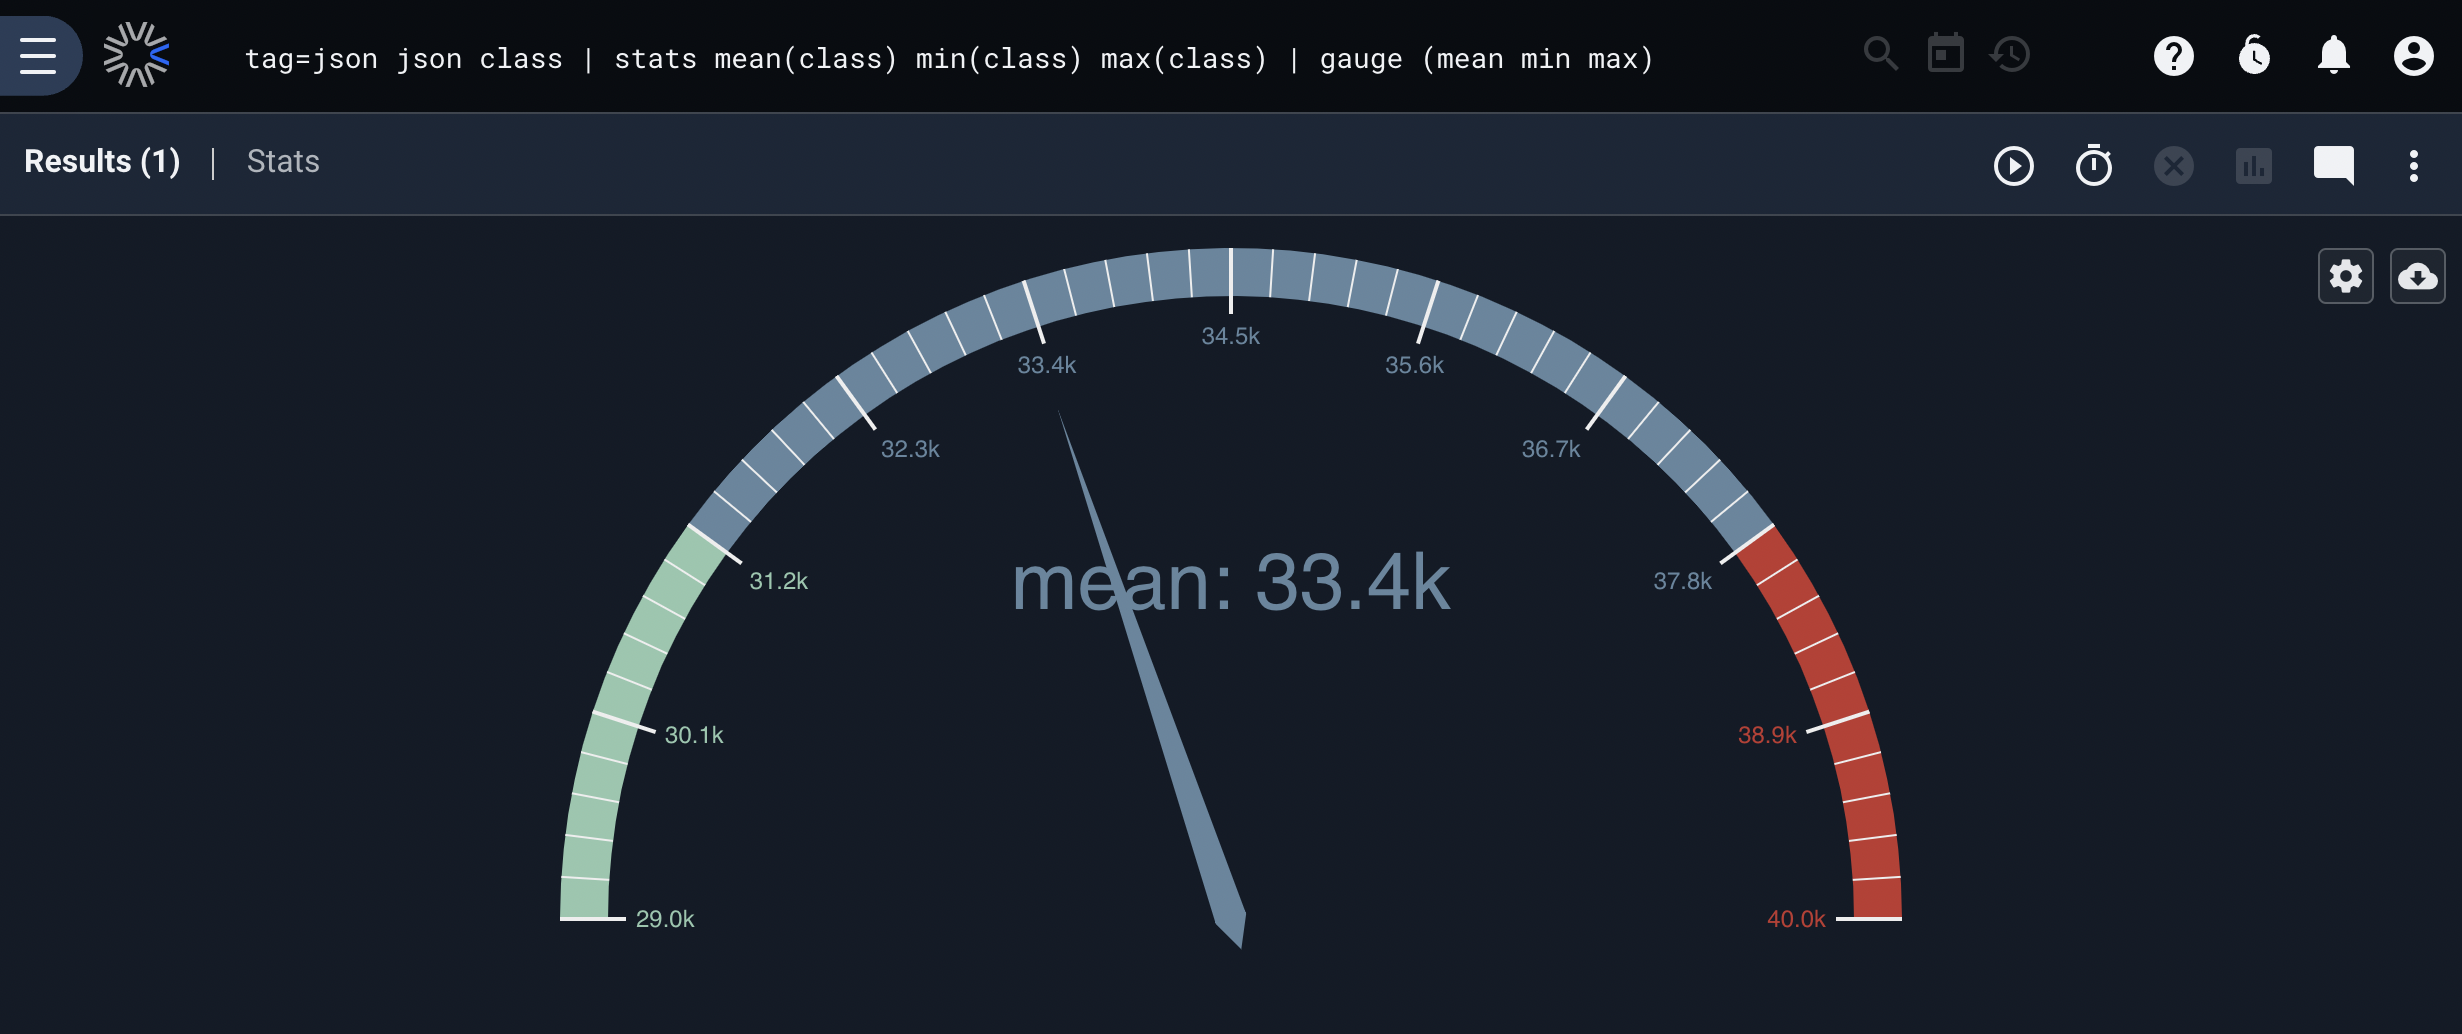 tag=json json class | stats mean(class) min(class) max(class) | gauge (mean min max)
Results (1) | Stats
34.5k
33.4k
35.6k
32.3k
36.7k
mean: 33.4k
31.2k
37.8k
30.1k
38.9k
29.0k
40.0k